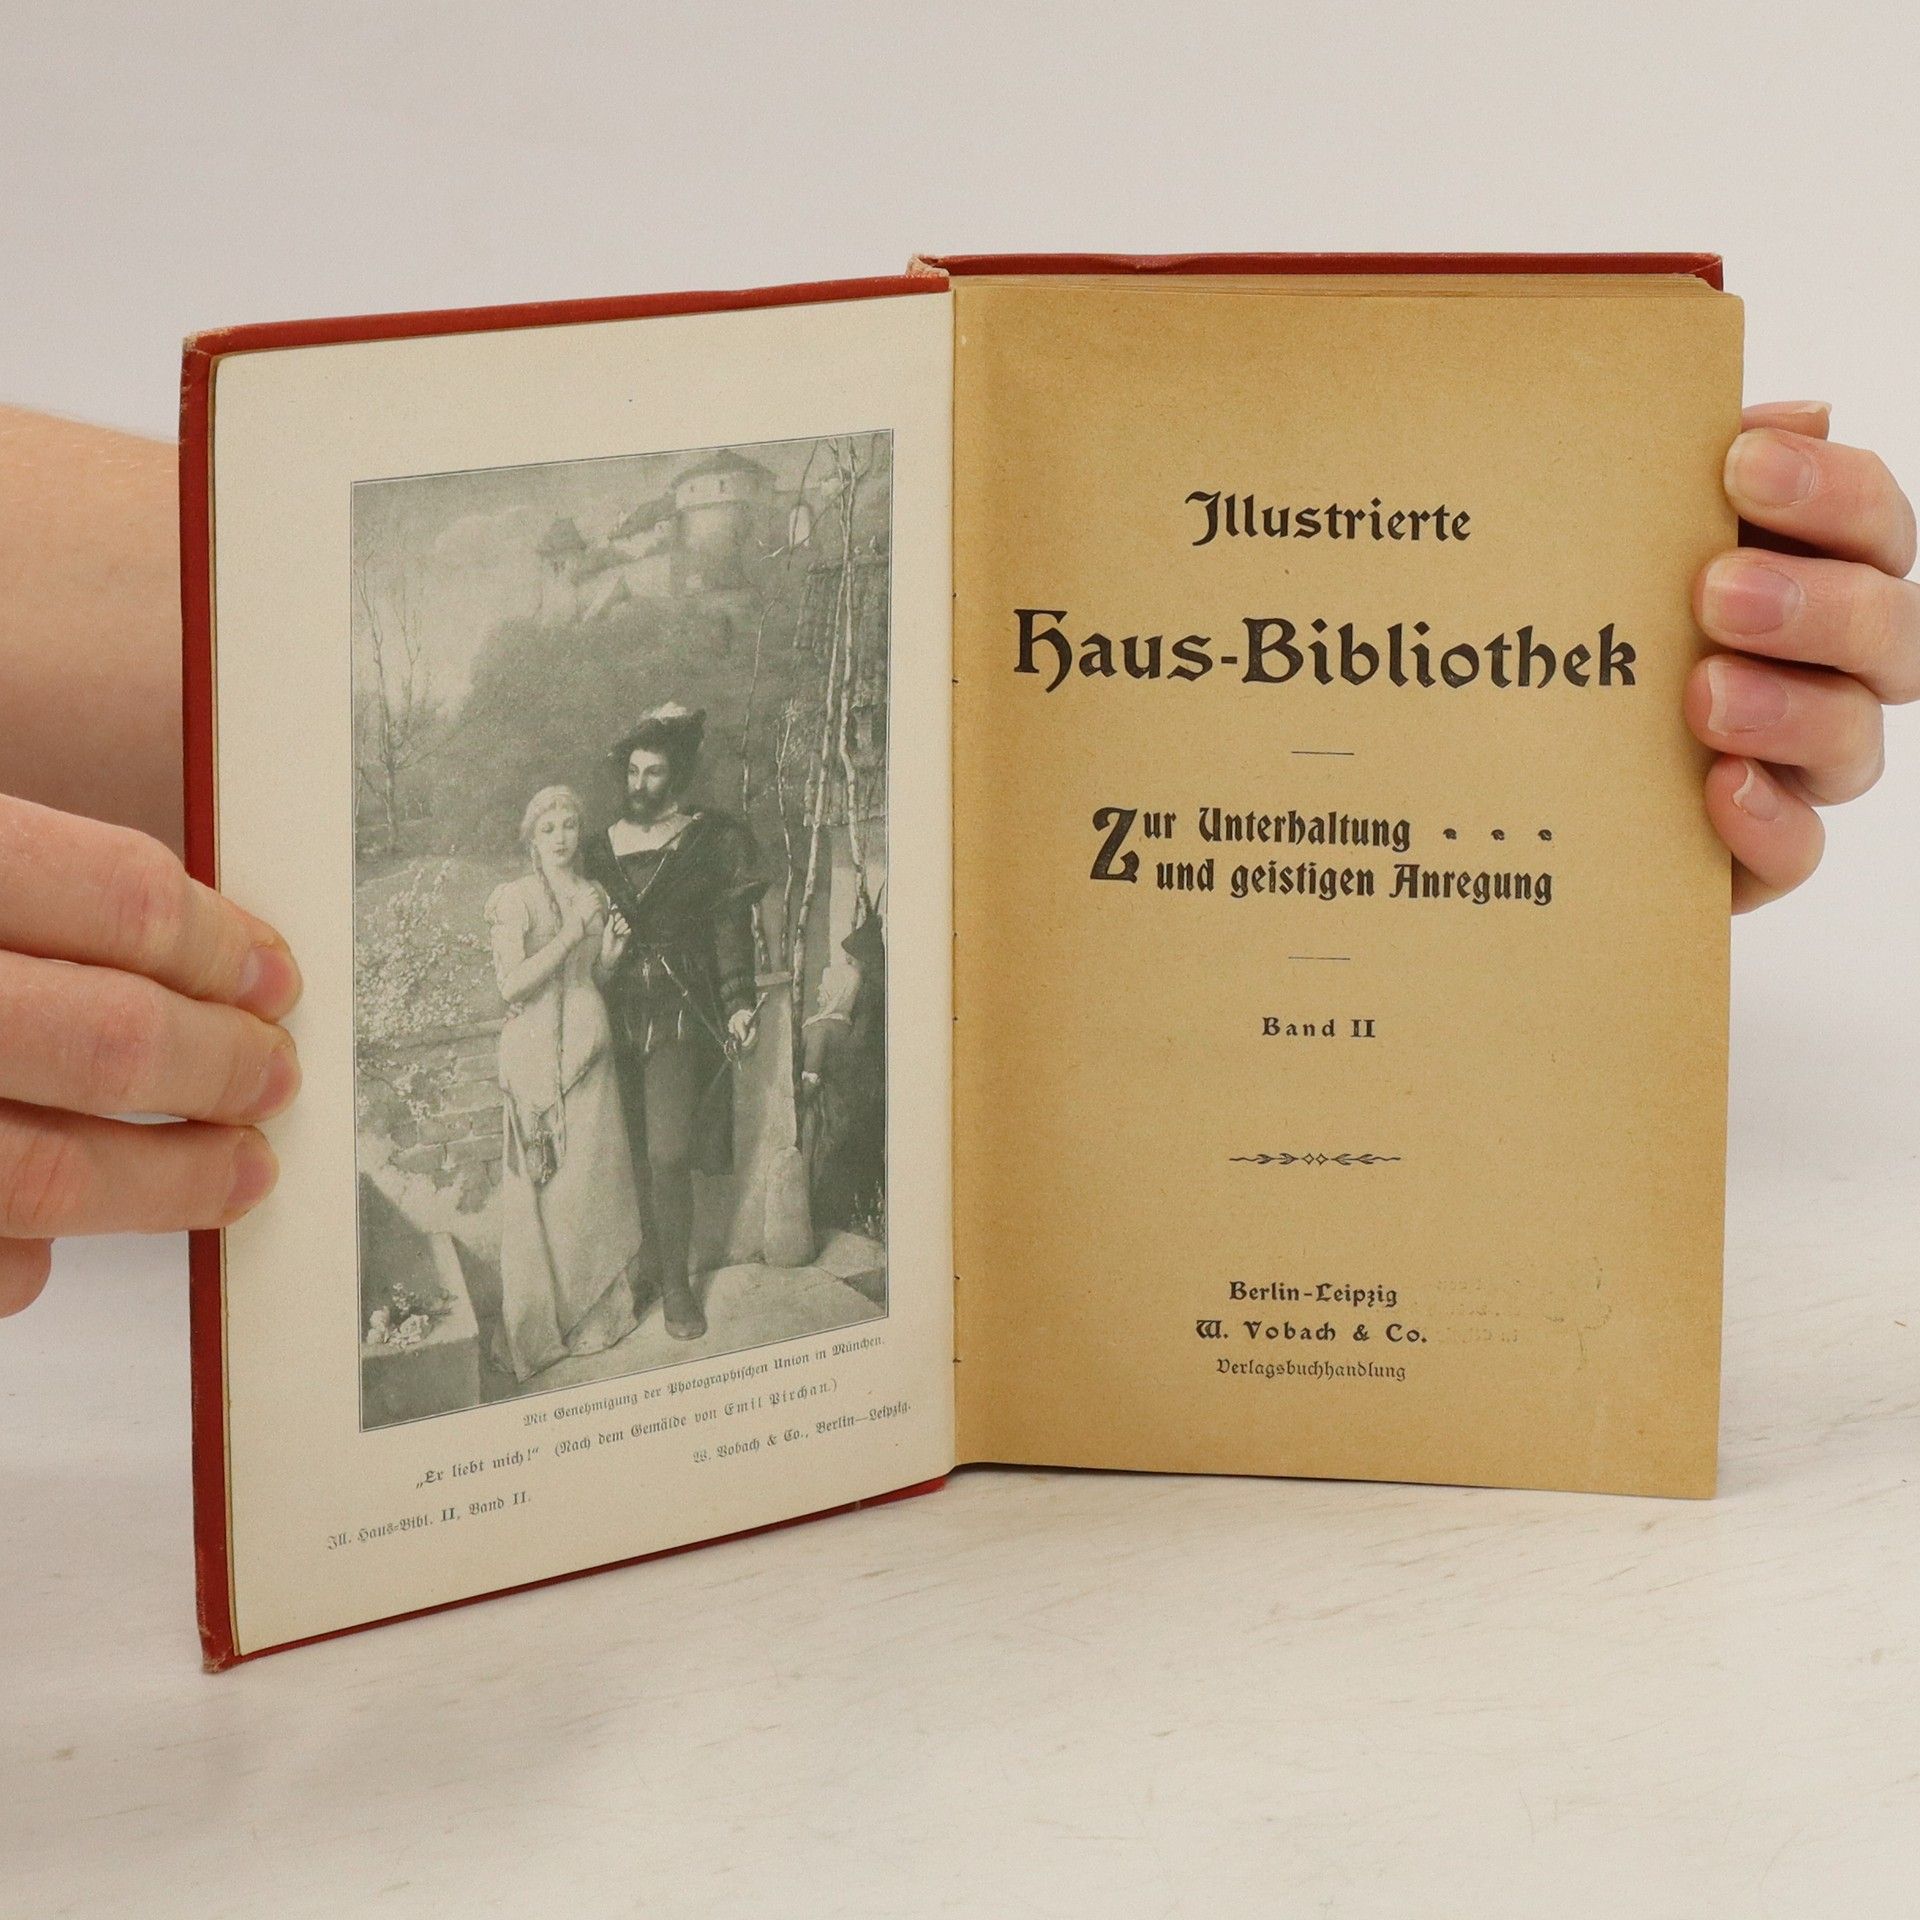 Mit Genehmigung der Photographischen Union in München.
„Er liebt mich!“ (Nach dem Gemälde von Emil Pirchan.)
W. Vobach & Co., Berlin—Leipzig.
Ill. Haus-Bibl. II, Band II.
Illustrierte
Haus-Bibliothek
Zur Unterhaltung • • •
und geistigen Anregung
Band II
Berlin-Leipzig
W. Vobach & Co.
Verlagsbuchhandlung